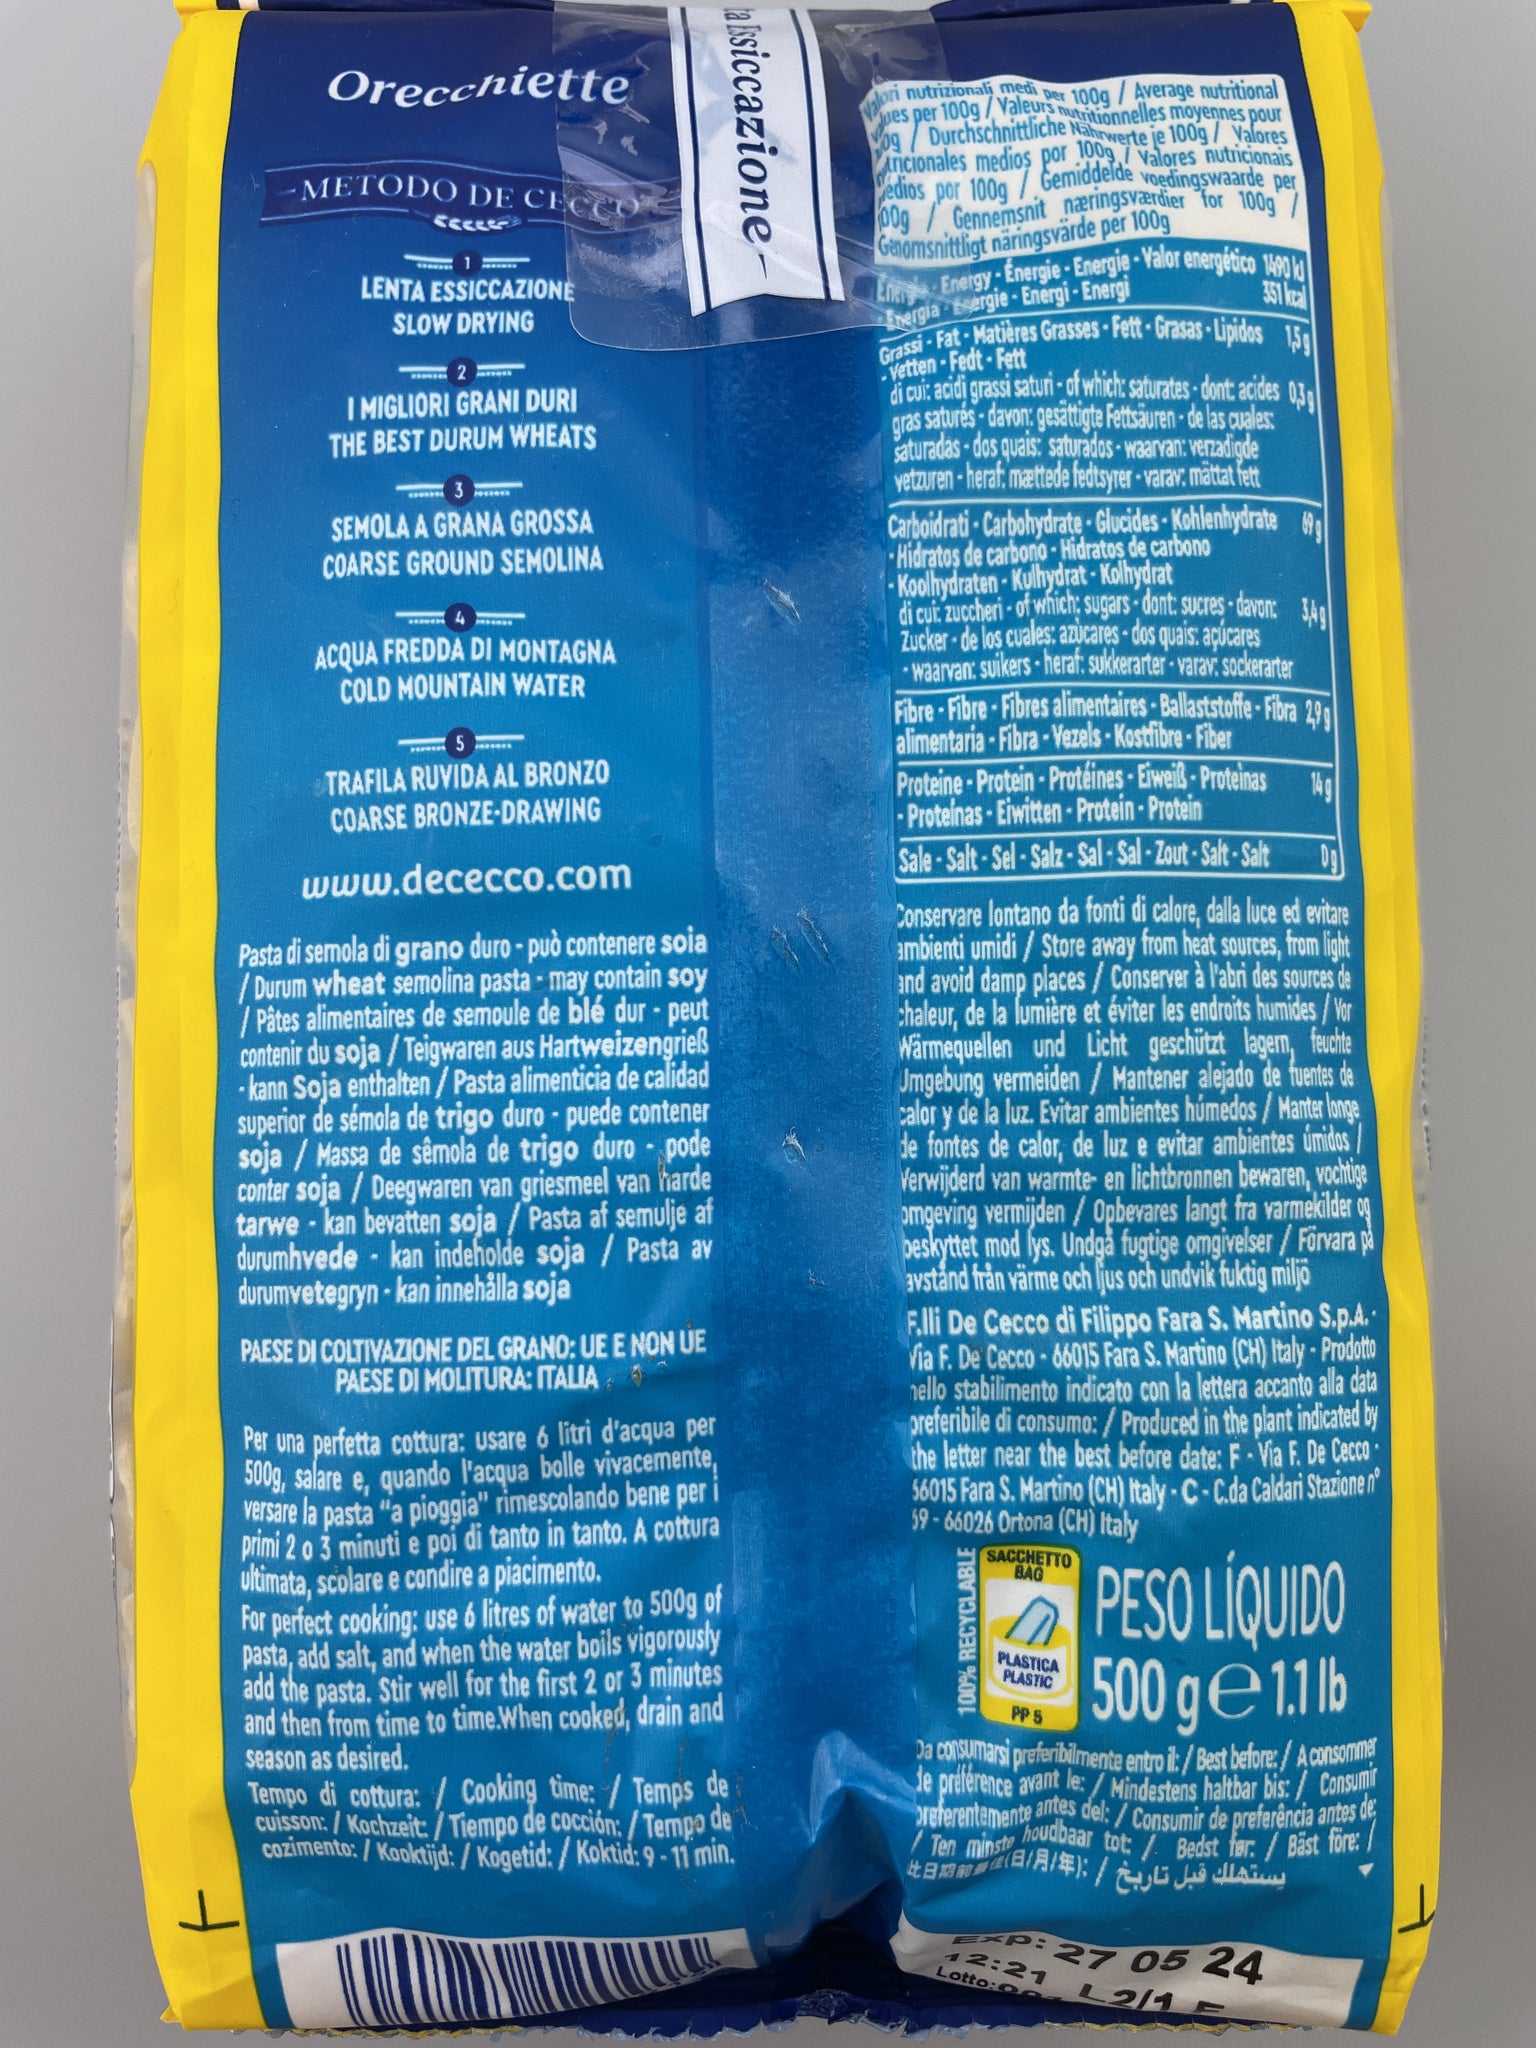 Orecchiette
METODO DE CECCO
1
LENTA ESSICCAZIONE
SLOW DRYING
2
I MIGLIORI GRANI DURI
THE BEST DURUM WHEATS
3
SEMOLA A GRANA GROSSA
COARSE GROUND SEMOLINA
4
ACQUA FREDDA DI MONTAGNA
COLD MOUNTAIN WATER
5
TRAFILA RUVIDA AL BRONZO
COARSE BRONZE-DRAWING
www.dececco.com
Pasta di semola di grano duro - può contenere soia
/ Durum wheat semolina pasta - may contain soy
/ Pâtes alimentaires de semoule de blé dur - peut
contenir du soja / Teigwaren aus Hartweizengrieß
- kann Soja enthalten / Pasta alimenticia de calidad
superior de sémola de trigo duro - puede contener
soja / Massa de sêmola de trigo duro - pode
conter soja / Deegwaren van griesmeel van harde
tarwe - kan bevatten soja / Pasta af semulje af
durumhvede - kan indeholde soja / Pasta av
durumvetegryn - kan innehålla soja
PAESE DI COLTIVAZIONE DEL GRANO: UE E NON UE
PAESE DI MOLITURA: ITALIA
Per una perfetta cottura: usare 6 litri d'acqua per
500g, salare e, quando l'acqua bolle vivacemente,
versare la pasta "a pioggia" rimescolando bene per i
primi 2 o 3 minuti e poi di tanto in tanto. A cottura
ultimata, scolare e condire a piacimento.
For perfect cooking: use 6 litres of water to 500g of
pasta, add salt, and when the water boils vigorously
add the pasta. Stir well for the first 2 or 3 minutes
and then from time to time.When cooked, drain and
season as desired.
Tempo di cottura: / Cooking time: / Temps de
cuisson: / Kochzeit: / Tiempo de cocción: / Tempo de
cozimento: / Kooktijd: / Kogetid: / Koktid: 9 - 11 min.
ta Essiccazione
nutrizionali medi per 100g / Average nutritional
per 100g / Valeurs nutritionnelles moyennes pour
/ Durchschnittliche Nährwerte je 100g / Valores
medios por 100g / Valores nutricionais
por 100g / Gemiddelde voedingswaarde per
/ Gennemsnit næringsværdier for 100g /
Genomsnittligt näringsvärde per 100g
Energia - Energy - Énergie - Energie - Valor energético 1490 kJ
Energia - Energie - Energi - Energi 351 kcal
Grassi - Fat - Matières Grasses - Fett - Grasas - Lipidos 1,5 g
- Vetten - Fedt - Fett
di cui: acidi grassi saturi - of which: saturates - dont: acides 0,3 g
gras saturés - davon: gesättigte Fettsäuren - de las cuales:
saturadas - dos quais: saturados - waarvan: verzadigde
vetzuren - heraf: mættede fedtsyrer - varav: mättat fett
Carboidrati - Carbohydrate - Glucides - Kohlenhydrate 69 g
- Hidratos de carbono - Hidratos de carbono
- Koolhydraten - Kulhydrat - Kolhydrat
di cui: zuccheri - of which: sugars - dont: sucres - davon: 3,4 g
Zucker - de los cuales: azùcares - dos quais: açúcares
- waarvan: suikers - heraf: sukkerarter - varav: sockerarter
Fibre - Fibre - Fibres alimentaires - Ballaststoffe - Fibra 2,9 g
alimentaria - Fibra - Vezels - Kostfibre - Fiber
Proteine - Protein - Protéines - Eiweiß - Proteinas 14 g
- Proteínas - Eiwitten - Protein - Protein
Sale - Salt - Sel - Salz - Sal - Sal - Zout - Salt - Salt 0 g
Conservare lontano da fonti di calore, dalla luce ed evitare
ambienti umidi / Store away from heat sources, from light
and avoid damp places / Conserver à l'abri des sources de
chaleur, de la lumière et éviter les endroits humides / Vor
Wärmequellen und Licht geschützt lagern, feuchte
Umgebung vermeiden / Mantener alejado de fuentes de
calor y de la luz. Evitar ambientes húmedos / Manter longe
de fontes de calor, de luz e evitar ambientes úmidos /
Verwijderd van warmte- en lichtbronnen bewaren, vochtige
omgeving vermijden / Opbevares langt fra varmekilder og
beskyttet mod lys. Undgå fugtige omgivelser / Förvara på
avstånd från värme och ljus och undvik fuktig miljö
F.lli De Cecco di Filippo Fara S. Martino S.p.A. -
Via F. De Cecco - 66015 Fara S. Martino (CH) Italy - Prodotto
nello stabilimento indicato con la lettera accanto alla data
preferibile di consumo: / Produced in the plant indicated by
the letter near the best before date: F - Via F. De Cecco -
66015 Fara S. Martino (CH) Italy - C - C.da Caldari Stazione n°
69 - 66026 Ortona (CH) Italy
100% RECYCLABLE
SACCHETTO
BAG
PLASTICA
PLASTIC
PP 5
PESO LÍQUIDO
500 g e 1.1 lb
Da consumarsi preferibilmente entro il: / Best before: / A consommer
de préférence avant le: / Mindestens haltbar bis: / Consumir
preferentemente antes del: / Consumir de preferência antes de:
/ Ten minste houdbaar tot: / Bedst før: / Bäst före: /
此日期前最佳(日/月/年): / يستهلك قبل تاريخ
EXP: 27 05 24
12:21 L2/1 F
Lotto: